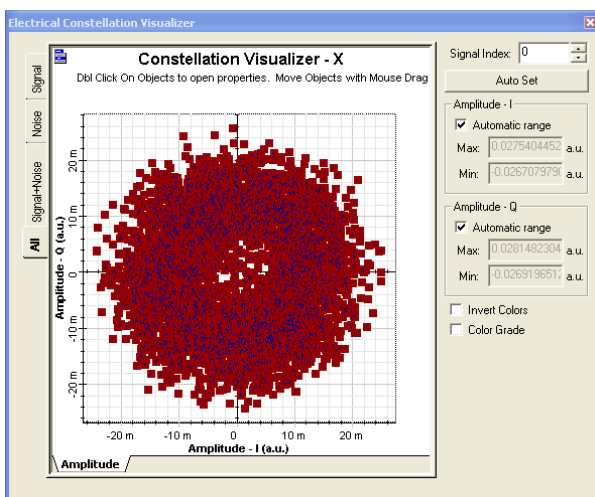 Electrical Constellation Visualizer
Constellation Visualizer - X
Dbl Click On Objects to open properties. Move Objects with Mouse Drag
Signal
Noise
Signal+Noise
All
Amplitude - Q (a.u.)
20 m
10 m
0
-10 m
-20 m
-20 m -10 m 0 10 m 20 m
Amplitude - I (a.u.)
Amplitude
Signal Index: 0
Auto Set
Amplitude - I
Automatic range
Max: 0.0275404452 a.u.
Min: -0.026707979 a.u.
Amplitude - Q
Automatic range
Max: 0.0281482304 a.u.
Min: -0.026919651 a.u.
Invert Colors
Color Grade